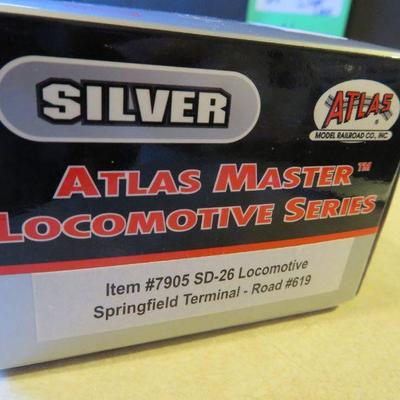 SILVER
ATLAS
MODEL RAILROAD CO., INC.
ATLAS MASTER™
LOCOMOTIVE SERIES
Item #7905 SD-26 Locomotive
Springfield Terminal - Road #619